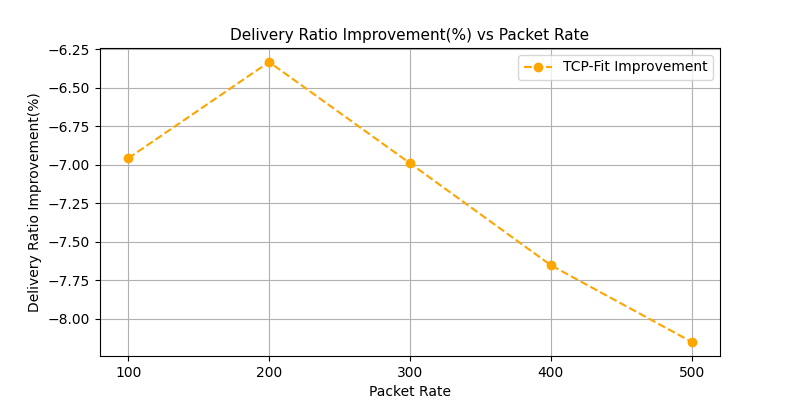 Delivery Ratio Improvement(%) vs Packet Rate
TCP-Fit Improvement
Delivery Ratio Improvement(%)
−6.25
−6.50
−6.75
−7.00
−7.25
−7.50
−7.75
−8.00
100 200 300 400 500
Packet Rate